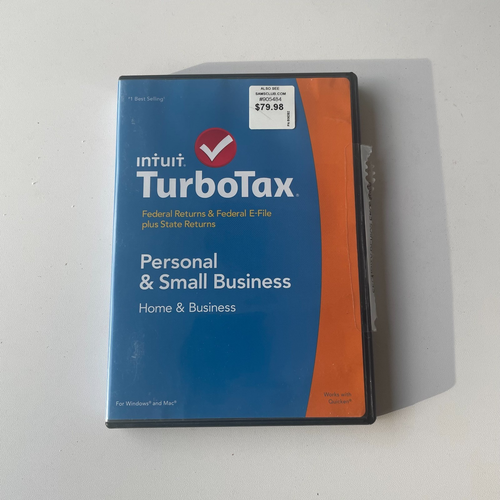 #1 Best Selling
ALSO SEE
SAMSCLUB.COM
$79.98
intuit.
TurboTax®
Federal Returns & Federal E-File
plus State Returns
Personal
& Small Business
Home & Business
For Windows® and Mac®
Works with
Quicken®